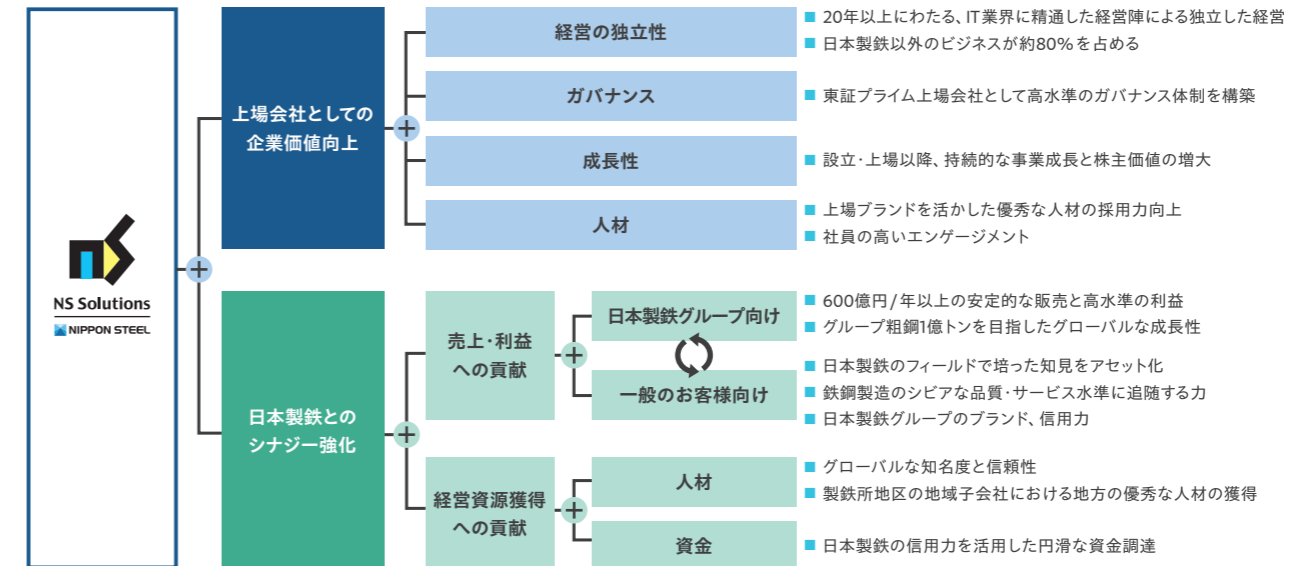 NS Solutions
NIPPON STEEL
上場会社としての
企業価値向上
経営の独立性
20年以上にわたる、IT業界に精通した経営陣による独立した経営
日本製鉄以外のビジネスが約80%を占める
ガバナンス
東証プライム上場会社として高水準のガバナンス体制を構築
成長性
設立・上場以降、持続的な事業成長と株主価値の増大
人材
上場ブランドを活かした優秀な人材の採用力向上
社員の高いエンゲージメント
日本製鉄との
シナジー強化
売上・利益
への貢献
日本製鉄グループ向け
600億円/年以上の安定的な販売と高水準の利益
グループ粗鋼1億トンを目指したグローバルな成長性
一般のお客様向け
日本製鉄のフィールドで培った知見をアセット化
鉄鋼製造のシビアな品質・サービス水準に追随する力
日本製鉄グループのブランド、信用力
経営資源獲得
への貢献
人材
グローバルな知名度と信頼性
製鉄所地区の地域子会社における地方の優秀な人材の獲得
資金
日本製鉄の信用力を活用した円滑な資金調達